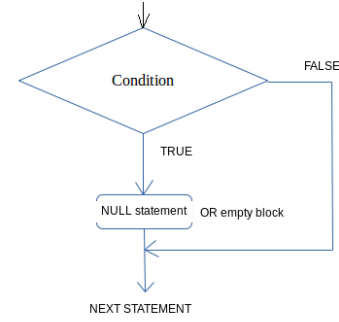 Condition
FALSE
TRUE
NULL statement OR empty block
NEXT STATEMENT